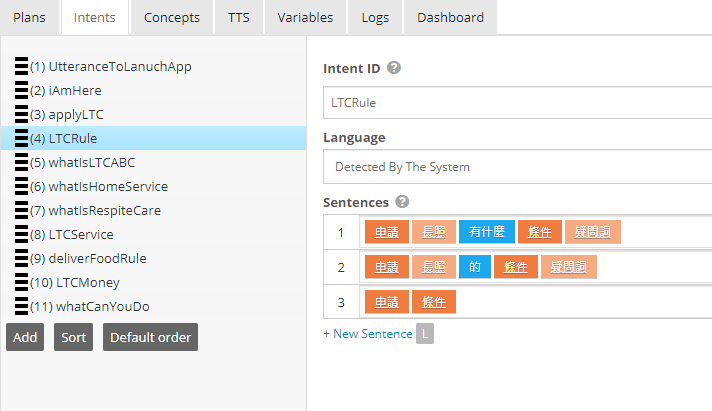 Plans Intents Concepts TTS Variables Logs Dashboard
(1) UtteranceToLanuchApp
(2) iAmHere
(3) applyLTC
(4) LTCRule
(5) whatIsLTCABC
(6) whatIsHomeService
(7) whatIsRespiteCare
(8) LTCService
(9) deliverFoodRule
(10) LTCMoney
(11) whatCanYouDo
Add Sort Default order
Intent ID ?
LTCRule
Language
Detected By The System
Sentences ?
1 申請 長照 有什麼 條件 疑問詞
2 申請 長照 的 條件 疑問詞
3 申請 條件
+ New Sentence L